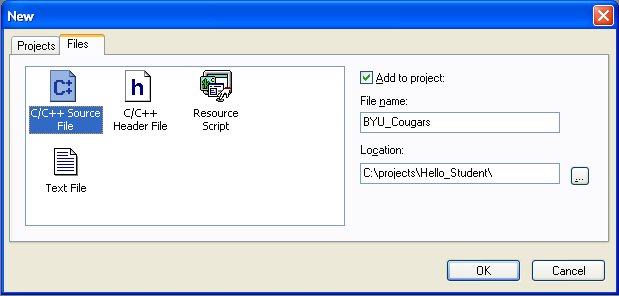 New
Projects
Files
C/C++ Source
File
C/C++
Header File
Resource
Script
Text File
Add to project:
File name:
BYU_Cougars
Location:
C:\projects\Hello_Student\
...
OK
Cancel